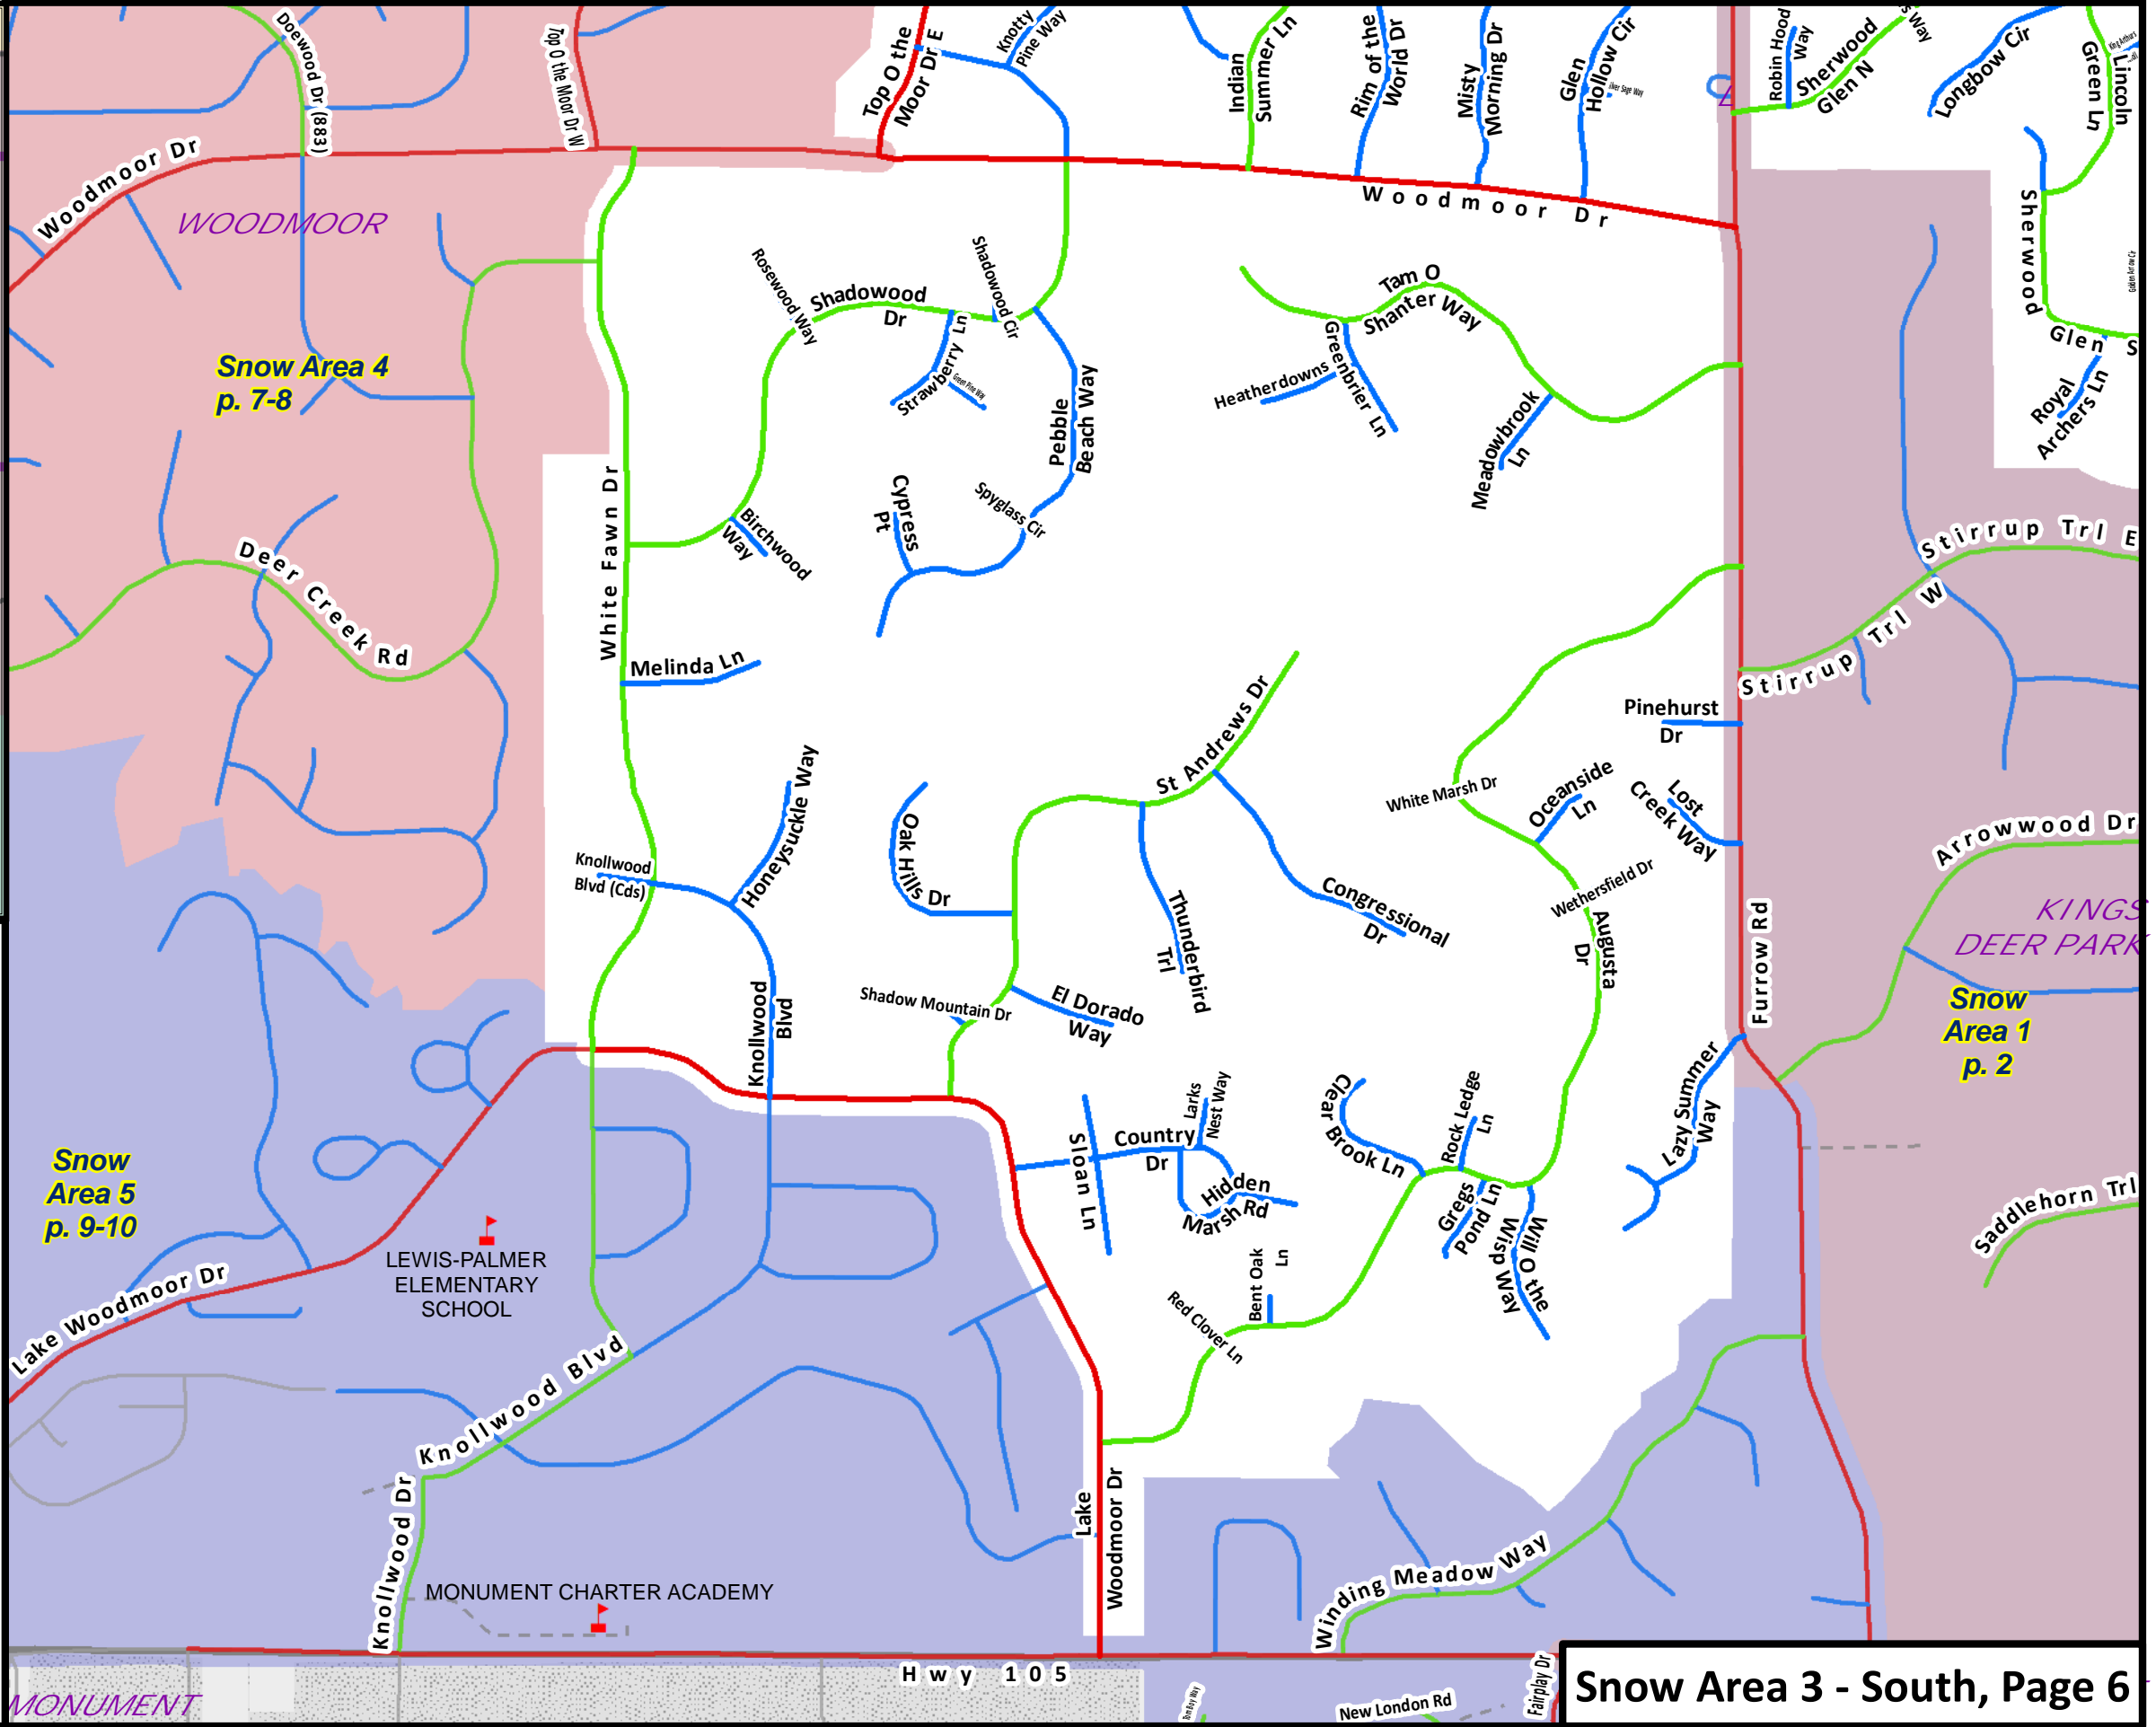 Doewood Dr (883)
Top O the Moor Dr W
Top O the
Moor Dr E
Knotty
Pine Way
Indian
Summer Ln
Rim of the
World Dr
Misty
Morning Dr
Glen
Hollow Cir
Silver Sage Way
Robin Hood
Way
Sherwood
Glen N
Longbow Cir
Lincoln
Green Ln
Woodmoor Dr
WOODMOOR
Woodmoor Dr
Sherwood
Glen S
Royal
Archers Ln
Snow Area 4
p. 7-8
Rosewood Way
Shadowood
Dr
Shadowood Cir
Strawberry Ln
Green Pine Way
Pebble
Beach Way
Tam O
Shanter Way
Greenbrier Ln
Heatherdowns
Meadowbrook
Ln
White Fawn Dr
Cypress
Pt
Spyglass Cir
Birchwood
Way
Deer Creek Rd
Melinda Ln
Stirrup Trl E
Stirrup Trl W
Pinehurst
Dr
St Andrews Dr
White Marsh Dr
Oceanside
Ln
Lost
Creek Way
Honeysuckle Way
Oak Hills Dr
Knollwood
Blvd (Cds)
Thunderbird
Trl
Congressional
Dr
Wethersfield Dr
Augusta
Dr
Furrow Rd
Arrowwood Dr
KINGS
DEER PARK
Snow
Area 1
p. 2
Knollwood
Blvd
Shadow Mountain Dr
El Dorado
Way
Lazy Summer
Way
Larks
Nest Way
Country
Dr
Sloan Ln
Hidden
Marsh Rd
Clear Brook Ln
Rock Ledge
Ln
Gregs
Pond Ln
Will O the
Wisp Way
Bent Oak
Ln
Red Clover Ln
Saddlehorn Trl
Snow
Area 5
p. 9-10
LEWIS-PALMER
ELEMENTARY
SCHOOL
Lake Woodmoor Dr
Knollwood Blvd
Knollwood Dr
MONUMENT CHARTER ACADEMY
Lake
Woodmoor Dr
Winding Meadow Way
Hwy 105
MONUMENT
New London Rd
Fairplay Dr
Snow Area 3 - South, Page 6